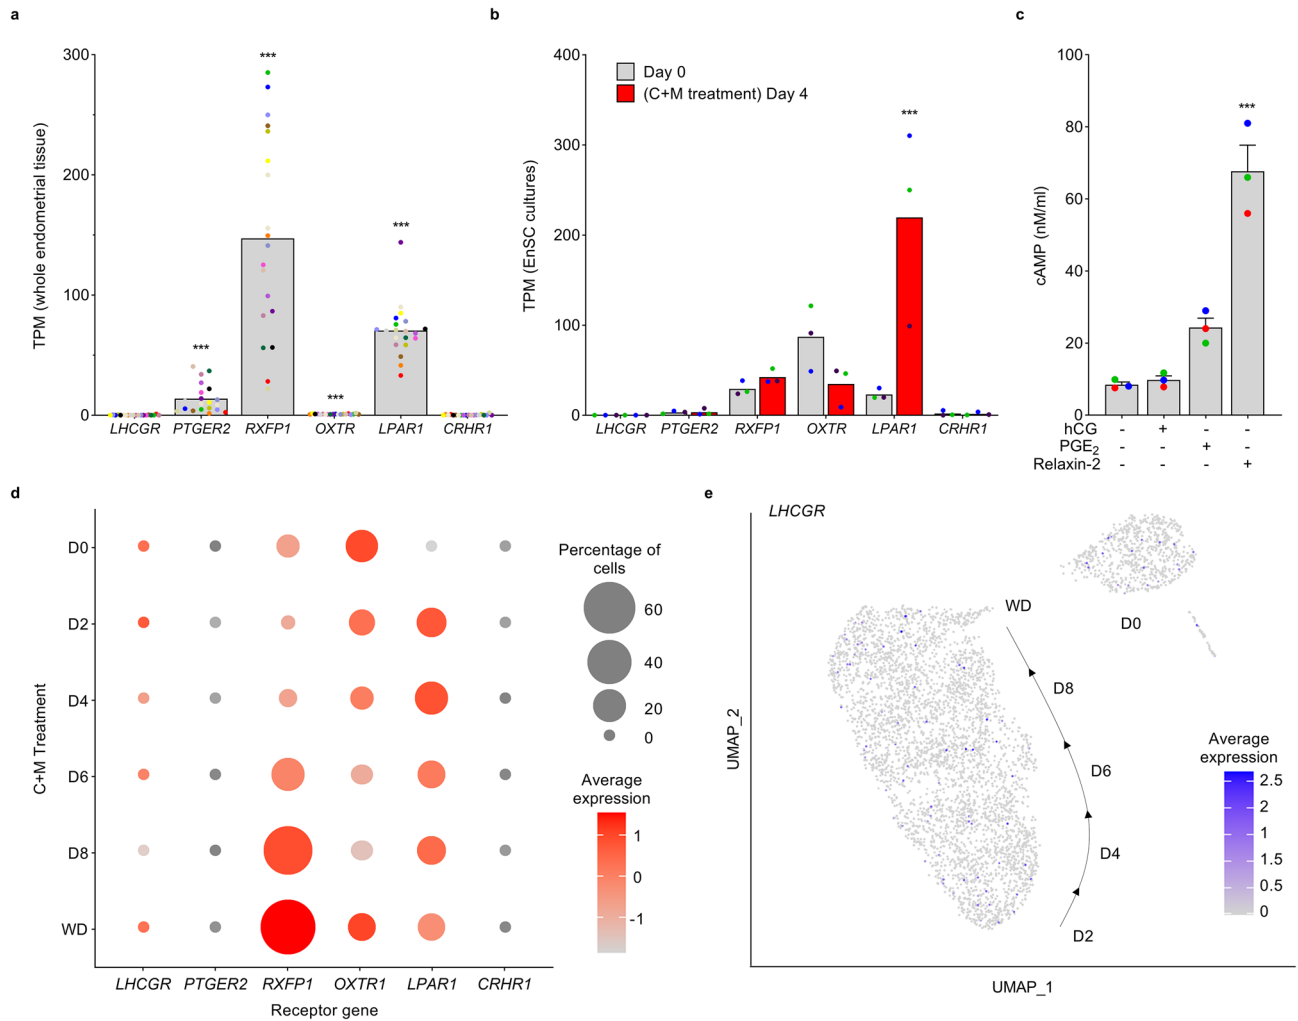 a
TPM (whole endometrial tissue)
300
200
100
0
***
***
***
***
LHCGR PTGER2 RXFP1 OXTR LPAR1 CRHR1
b
TPM (EnSC cultures)
400
300
200
100
0
Day 0
(C+M treatment) Day 4
***
LHCGR PTGER2 RXFP1 OXTR LPAR1 CRHR1
c
cAMP (nM/ml)
100
80
60
40
20
0
***
hCG - + - -
PGE2 - - + -
Relaxin-2 - - - +
d
C+M Treatment
D0
D2
D4
D6
D8
WD
LHCGR PTGER2 RXFP1 OXTR1 LPAR1 CRHR1
Receptor gene
Percentage of
cells
60
40
20
0
Average
expression
1
0
-1
e
LHCGR
UMAP_2
WD
D0
D8
D6
D4
D2
Average
expression
2.5
2
1
1.5
0.5
0
UMAP_1